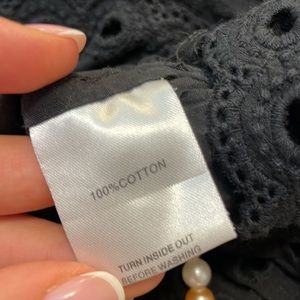 100%COTTON
TURN INSIDE OUT
BEFORE WASHING